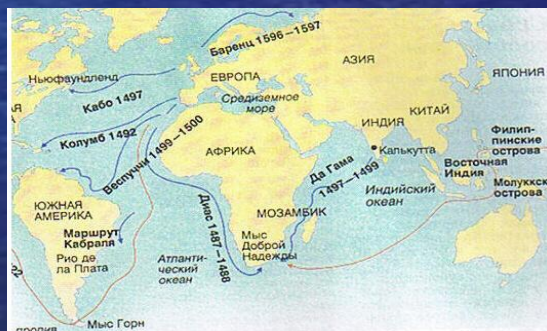 Баренц 1596–1597
АЗИЯ
ЯПОНИЯ
Ньюфаундленд
ЕВРОПА
Кабо 1497
Средиземное
море
КИТАЙ
ИНДИЯ
Колумб 1492
Калькутта
Филип-
пинские
острова
Веспуччи 1499–1500
АФРИКА
Восточная
Индия
Да Гама
1497–1499
Молуккские
острова
Индийский
океан
ЮЖНАЯ
АМЕРИКА
Диас 1487–1488
МОЗАМБИК
Маршрут
Кабраля
Мыс
Доброй
Надежды
Рио де
ла Плата
Атланти-
ческий
океан
Мыс Горн